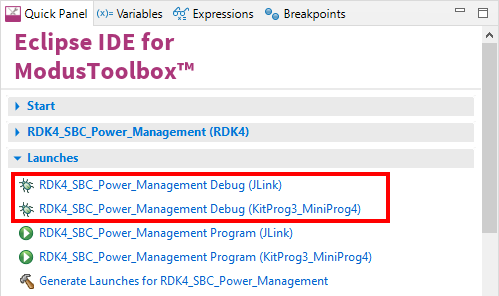 Quick Panel (x)= Variables Expressions Breakpoints
Eclipse IDE for
ModusToolbox™
Start
RDK4_SBC_Power_Management (RDK4)
Launches
RDK4_SBC_Power_Management Debug (JLink)
RDK4_SBC_Power_Management Debug (KitProg3_MiniProg4)
RDK4_SBC_Power_Management Program (JLink)
RDK4_SBC_Power_Management Program (KitProg3_MiniProg4)
Generate Launches for RDK4_SBC_Power_Management